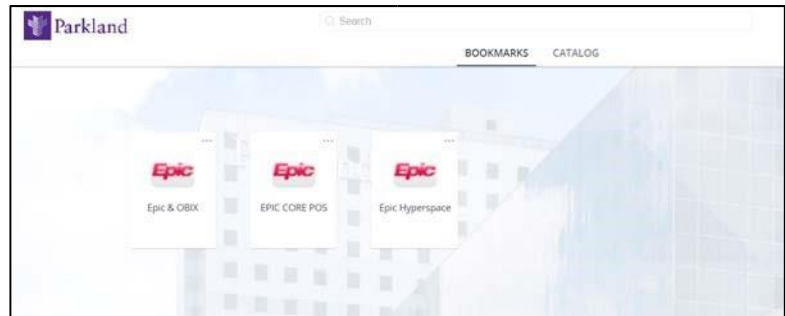 Parkland
Search
BOOKMARKS CATALOG
Epic Epic Epic
Epic & OBIX EPIC CORE POS Epic Hyperspace